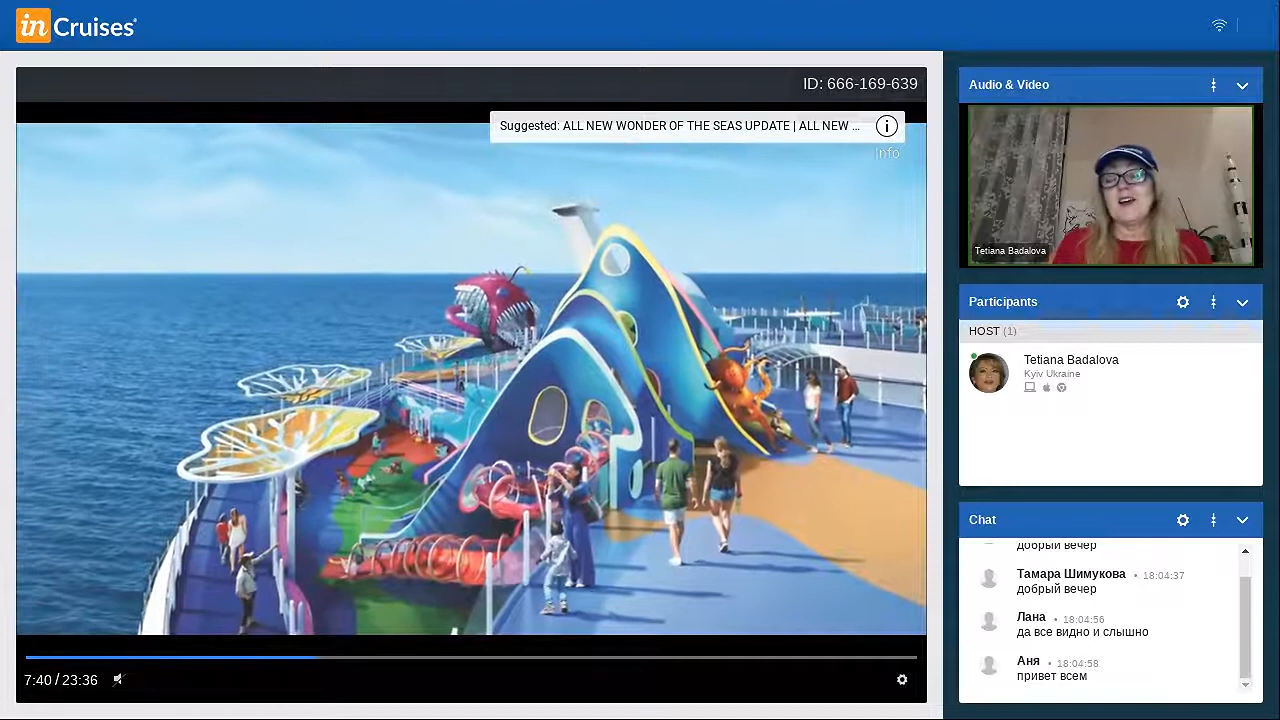 in Cruises
ID: 666-169-639
Suggested: ALL NEW WONDER OF THE SEAS UPDATE | ALL NEW ...
Info
7:40 / 23:36
Audio & Video
Tetiana Badalova
Participants
HOST (1)
Tetiana Badalova
Kyiv Ukraine
Chat
добрый вечер
Тамара Шимукова • 18:04:37
добрый вечер
Лана • 18:04:56
да все видно и слышно
Аня • 18:04:58
привет всем